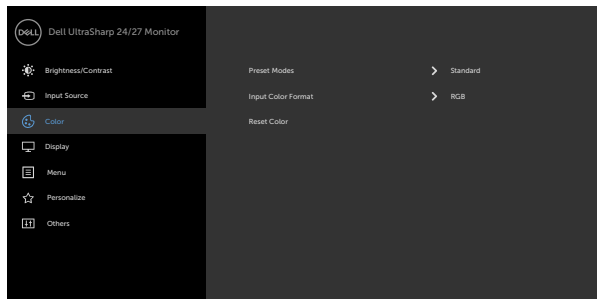 DELL Dell UltraSharp 24/27 Monitor
Brightness/Contrast
Input Source
Color
Display
Menu
Personalize
Others
Preset Modes Standard
Input Color Format RGB
Reset Color